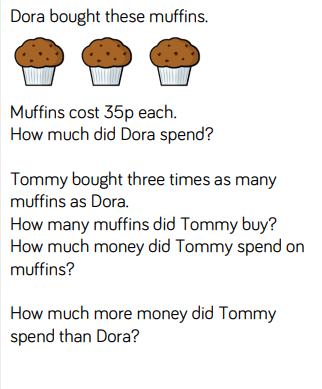 Dora bought these muffins.
Muffins cost 35p each.
How much did Dora spend?
Tommy bought three times as many
muffins as Dora.
How many muffins did Tommy buy?
How much money did Tommy spend on
muffins?
How much more money did Tommy
spend than Dora?